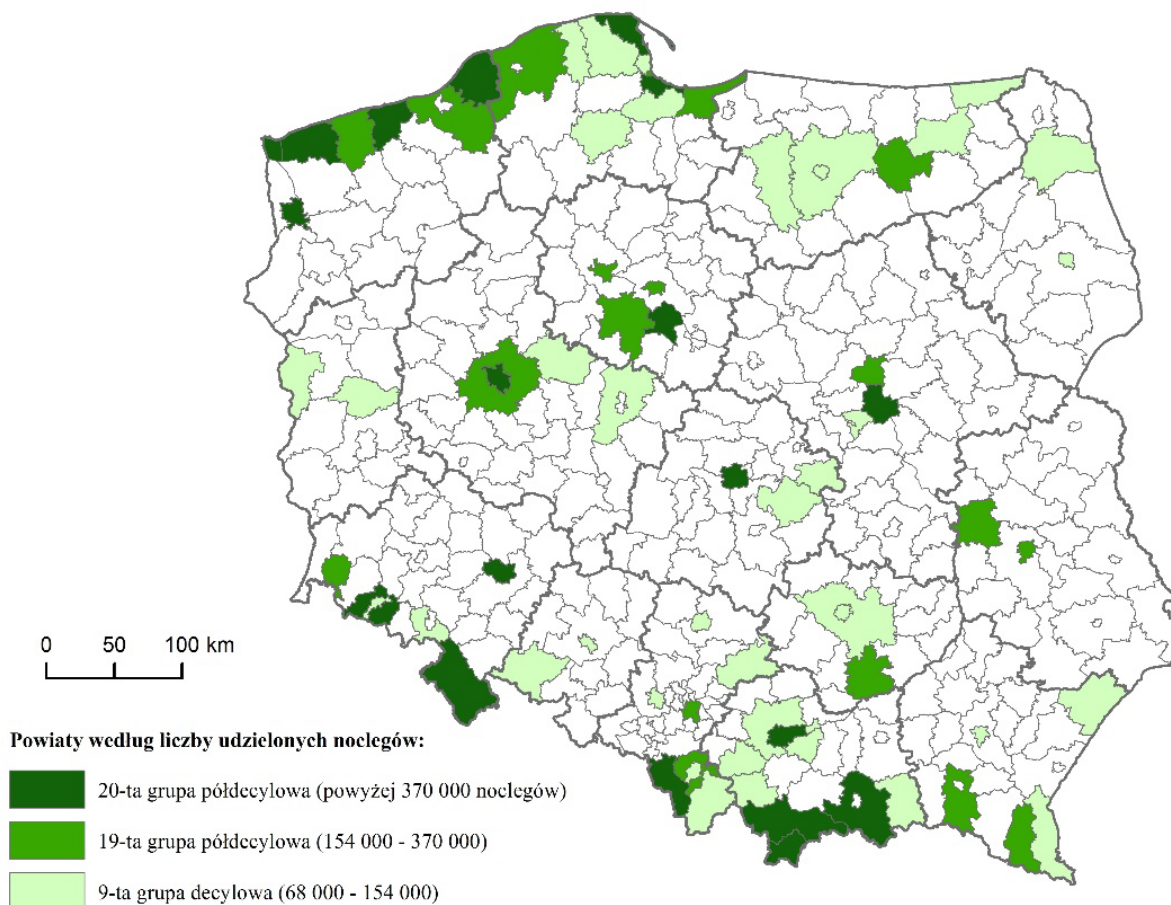 0 50 100 km
Powiaty według liczby udzielonych noclegów:
20-ta grupa półdecylowa (powyżej 370 000 noclegów)
19-ta grupa półdecylowa (154 000 - 370 000)
9-ta grupa decylowa (68 000 - 154 000)